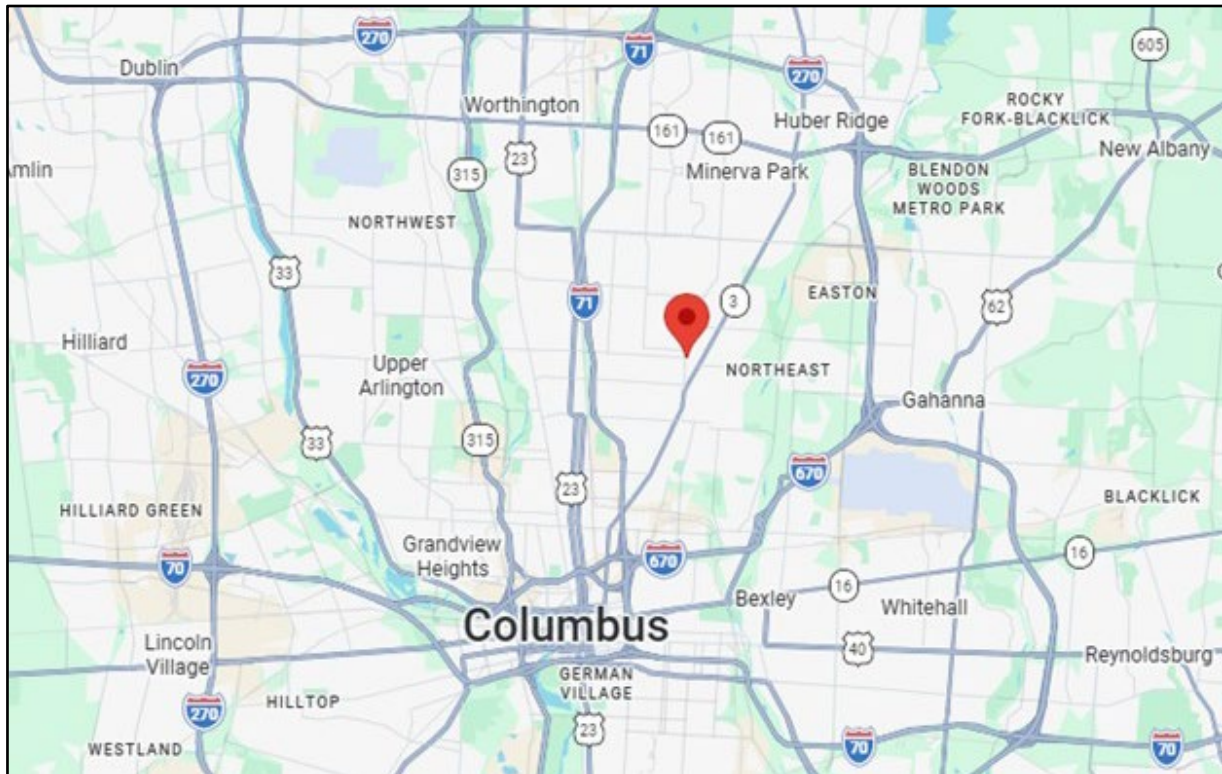 270
71
605
Dublin
270
Worthington
ROCKY
FORK-BLACKLICK
Huber Ridge
161
161
23
Minerva Park
New Albany
mlin
315
BLENDON
WOODS
METRO PARK
NORTHWEST
33
EASTON
71
3
62
Hilliard
Upper
Arlington
NORTHEAST
270
Gahanna
33
315
670
23
BLACKLICK
HILLIARD GREEN
Grandview
Heights
16
70
670
16
Bexley
Whitehall
Columbus
Lincoln
Village
40
Reynoldsburg
GERMAN
VILLAGE
HILLTOP
270
23
WESTLAND
70
70